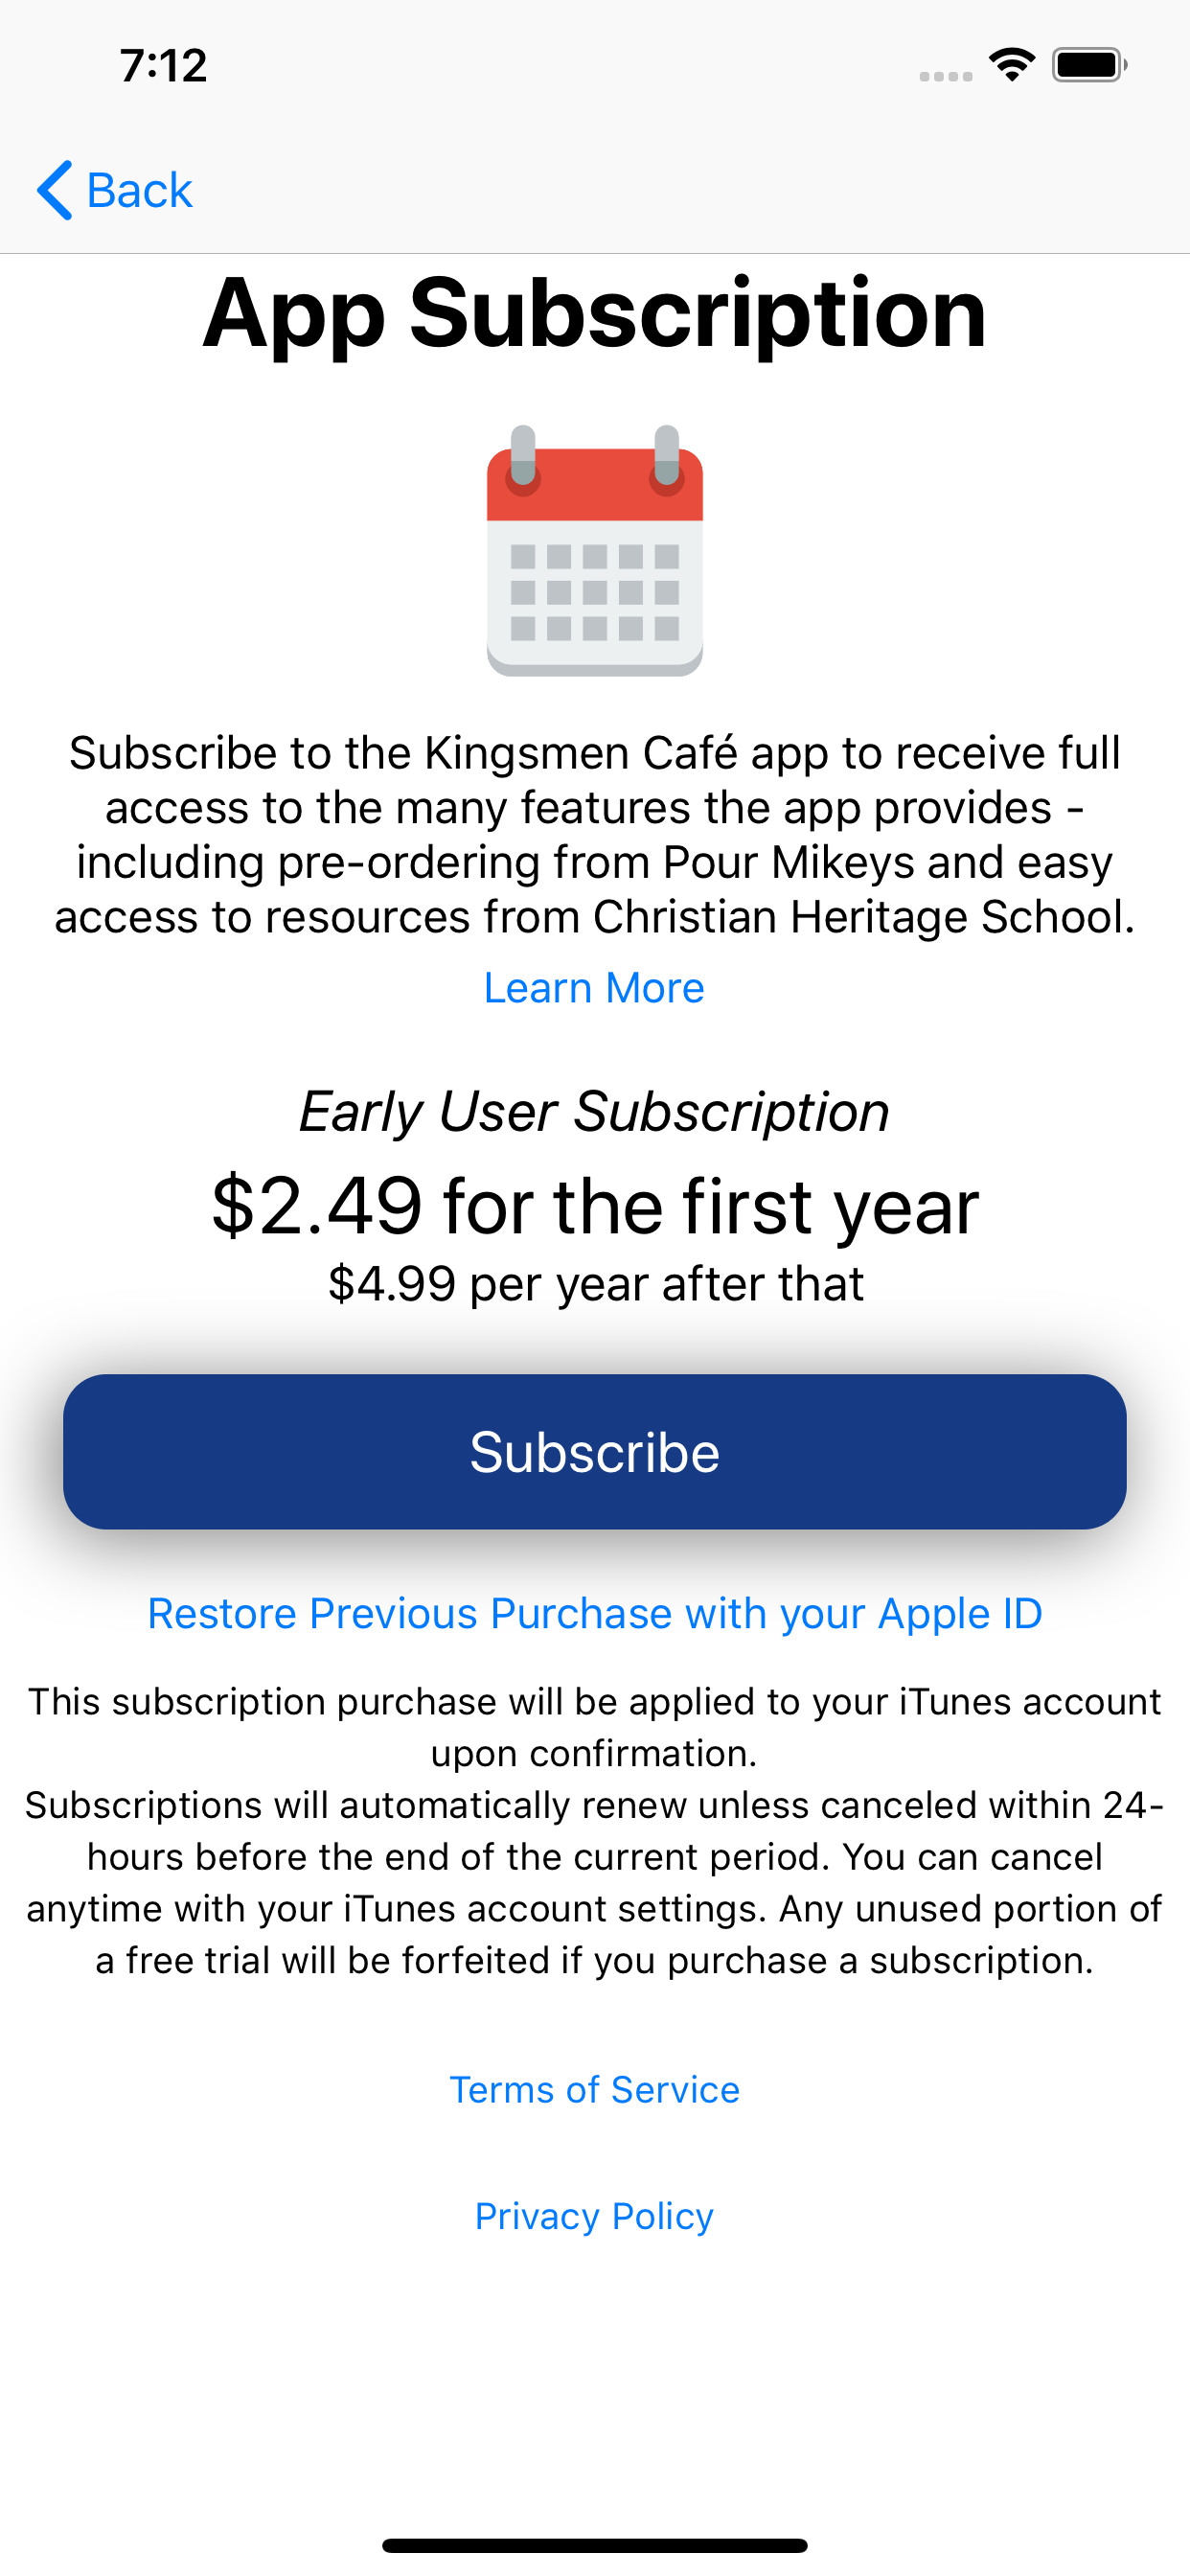 7:12
Back
App Subscription
Subscribe to the Kingsmen Café app to receive full
access to the many features the app provides -
including pre-ordering from Pour Mikeys and easy
access to resources from Christian Heritage School.
Learn More
Early User Subscription
$2.49 for the first year
$4.99 per year after that
Subscribe
Restore Previous Purchase with your Apple ID
This subscription purchase will be applied to your iTunes account
upon confirmation.
Subscriptions will automatically renew unless canceled within 24-
hours before the end of the current period. You can cancel
anytime with your iTunes account settings. Any unused portion of
a free trial will be forfeited if you purchase a subscription.
Terms of Service
Privacy Policy